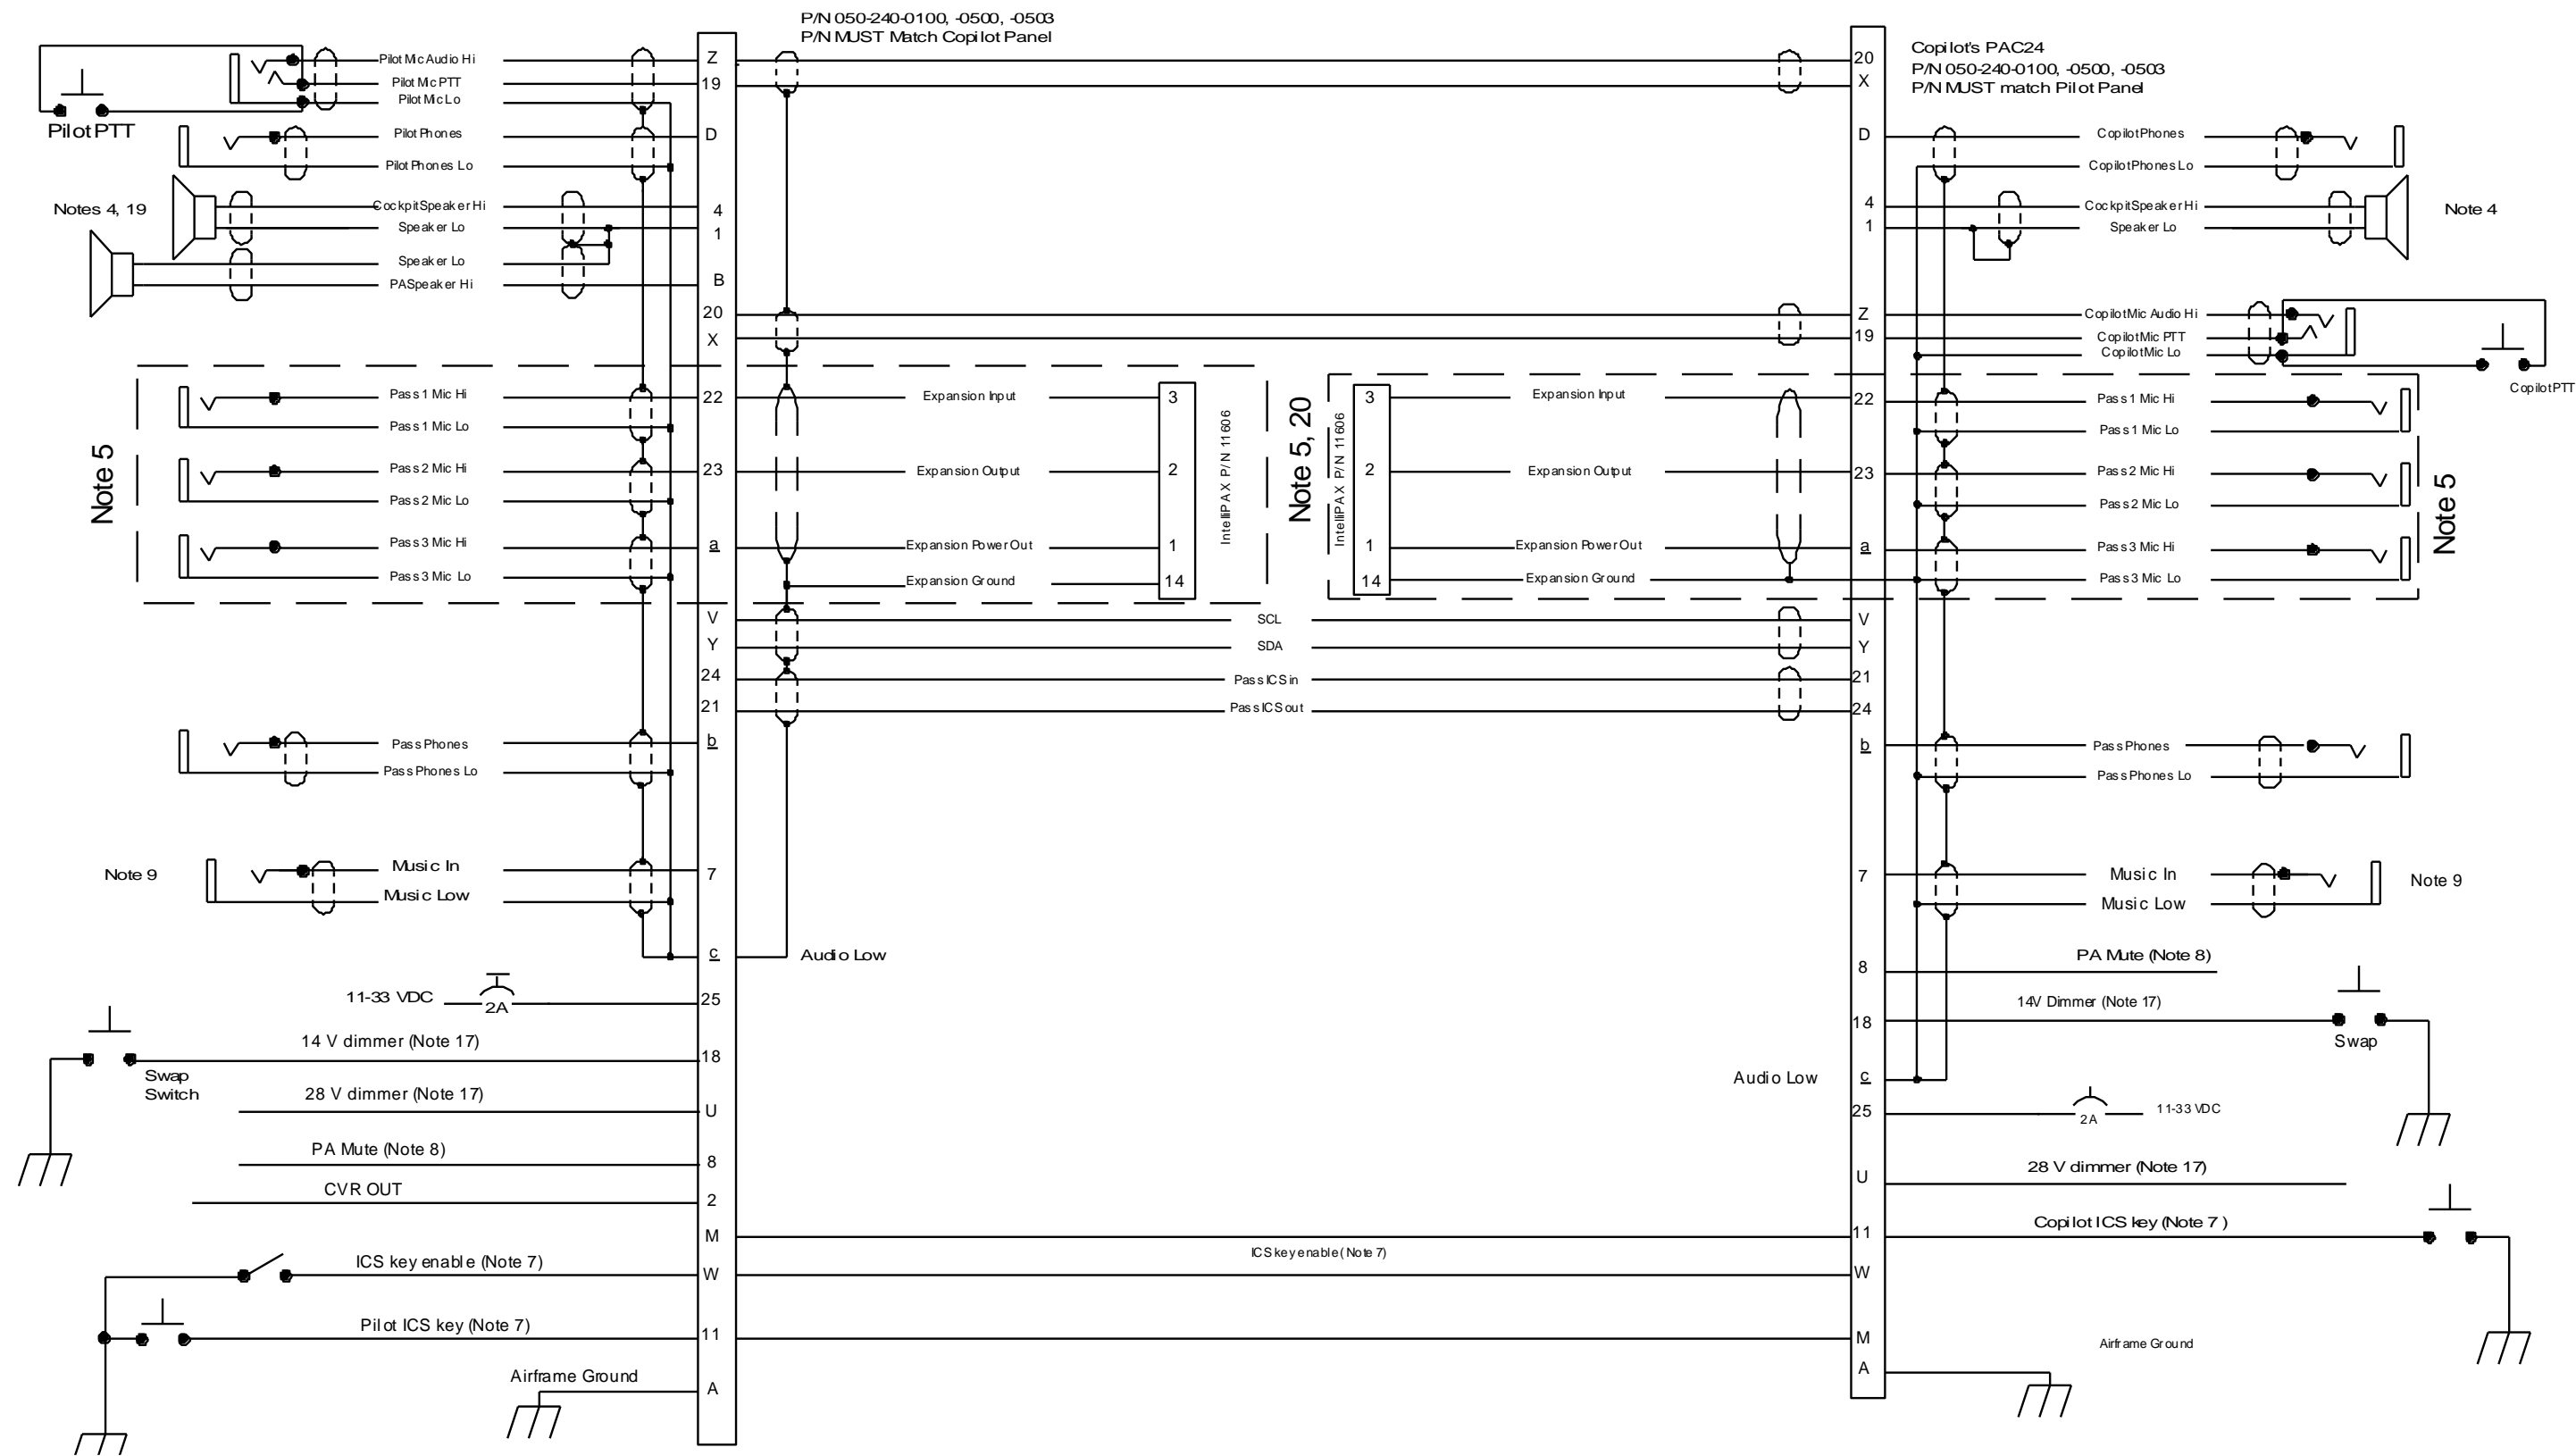 P/N 050-240-0100, -0500, -0503
P/N MUST Match Copilot Panel
Copilot's PAC24
P/N 050-240-0100, -0500, -0503
P/N MUST match Pilot Panel
Pilot Mic Audio Hi
Z
20
Pilot Mic PTT
19
X
Pilot Mic Lo
Pilot PTT
Pilot Phones
D
D
Copilot Phones
Pilot Phones Lo
Copilot Phones Lo
Notes 4, 19
Cockpit Speaker Hi
4
4
Cockpit Speaker Hi
Note 4
Speaker Lo
1
1
Speaker Lo
Speaker Lo
PA Speaker Hi
B
20
Z
Copilot Mic Audio Hi
X
19
Copilot Mic PTT
Copilot Mic Lo
Copilot PTT
Note 5
Pass 1 Mic Hi
22
Expansion Input
3
IntelliPAX P/N 11606
Note 5, 20
IntelliPAX P/N 11606
3
Expansion Input
22
Pass 1 Mic Hi
Note 5
Pass 1 Mic Lo
Pass 1 Mic Lo
Pass 2 Mic Hi
23
Expansion Output
2
2
Expansion Output
23
Pass 2 Mic Hi
Pass 2 Mic Lo
Pass 2 Mic Lo
Pass 3 Mic Hi
a
Expansion Power Out
1
1
Expansion Power Out
a
Pass 3 Mic Hi
Pass 3 Mic Lo
Expansion Ground
14
14
Expansion Ground
Pass 3 Mic Lo
V
SCL
V
Y
SDA
Y
24
Pass ICS in
21
21
Pass ICS out
24
Pass Phones
b
b
Pass Phones
Pass Phones Lo
Pass Phones Lo
Note 9
Music In
7
7
Music In
Note 9
Music Low
Music Low
c
Audio Low
8
PA Mute (Note 8)
11-33 VDC
2A
25
14V Dimmer (Note 17)
18
Swap
14 V dimmer (Note 17)
18
Swap
Switch
Audio Low
c
28 V dimmer (Note 17)
U
25
2A
11-33 VDC
PA Mute (Note 8)
8
U
28 V dimmer (Note 17)
CVR OUT
2
M
11
Copilot ICS key (Note 7 )
ICS key enable (Note 7)
W
ICS key enable ( Note 7)
W
Pilot ICS key (Note 7)
11
M
Airframe Ground
Airframe Ground
A
A